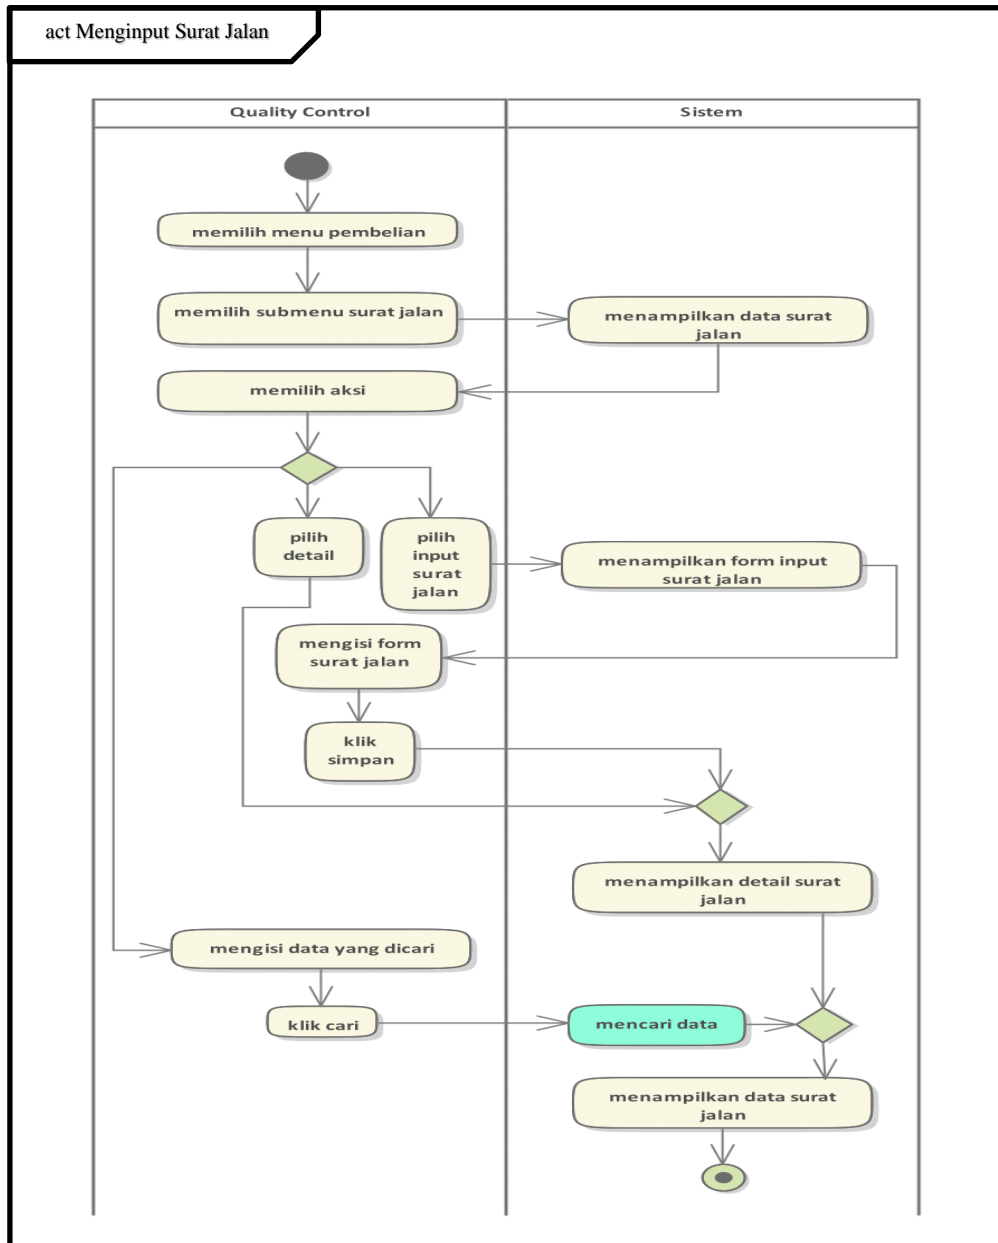 act Menginput Surat Jalan
Quality Control
Sistem
memilih menu pembelian
memilih submenu surat jalan
menampilkan data surat
jalan
memilih aksi
pilih
detail
pilih
input
surat
jalan
menampilkan form input
surat jalan
mengisi form
surat jalan
klik
simpan
menampilkan detail surat
jalan
mengisi data yang dicari
klik cari
mencari data
menampilkan data surat
jalan